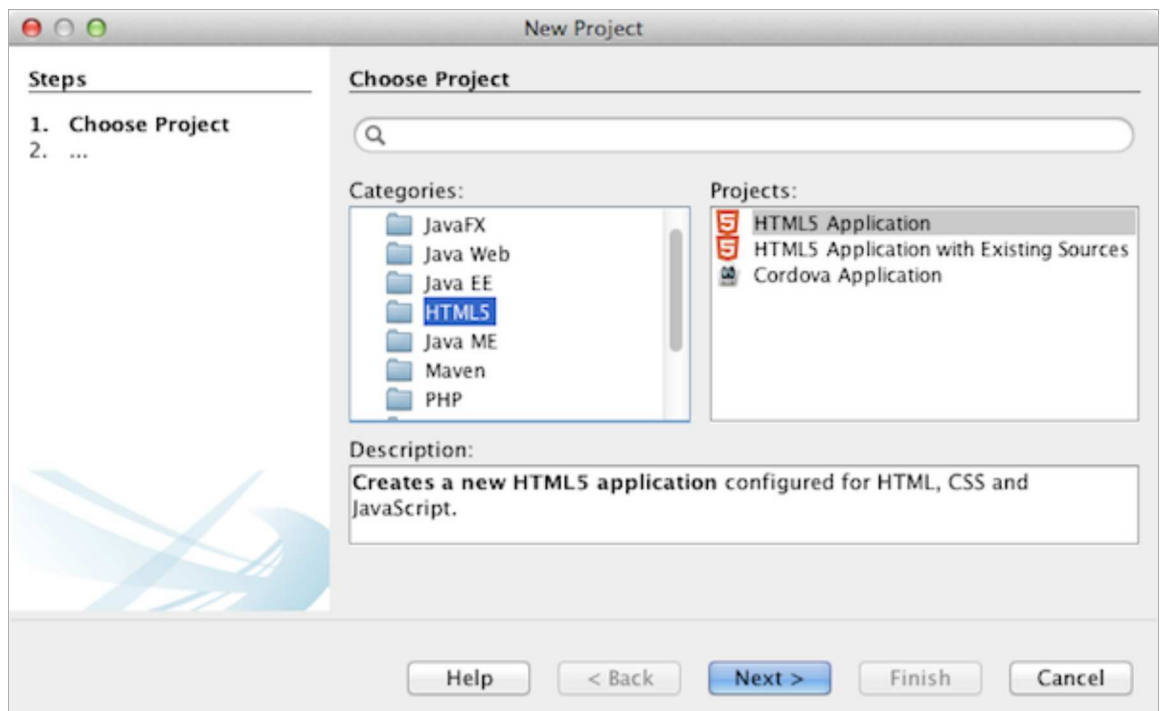 New Project
Steps
1. Choose Project
2. ...
Choose Project
Categories:
JavaFX
Java Web
Java EE
HTML5
Java ME
Maven
PHP
Projects:
HTML5 Application
HTML5 Application with Existing Sources
Cordova Application
Description:
Creates a new HTML5 application configured for HTML, CSS and
JavaScript.
Help
< Back
Next >
Finish
Cancel